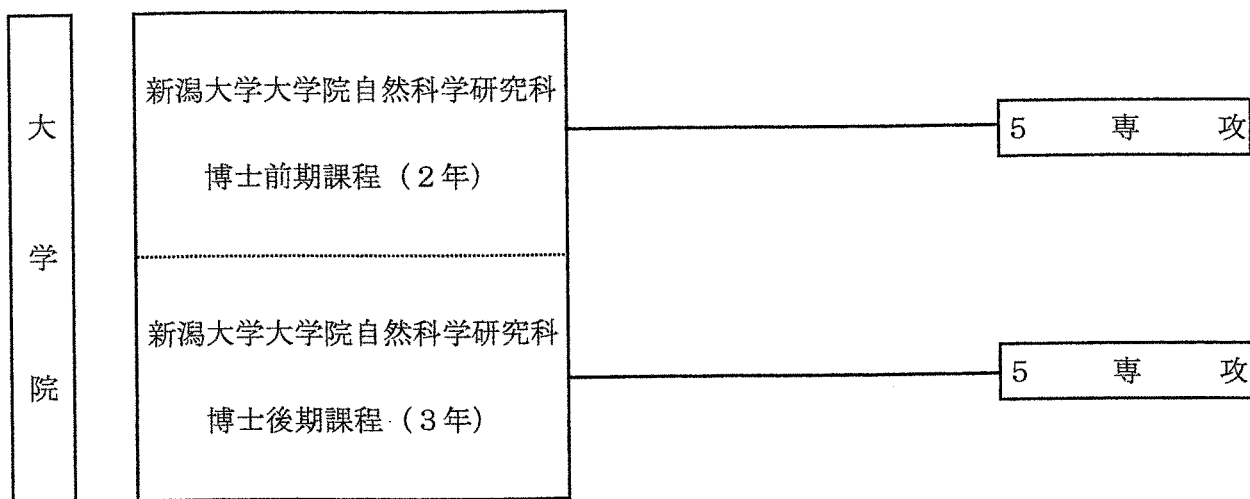 大学院
新潟大学大学院自然科学研究科
博士前期課程（２年）
５専攻
新潟大学大学院自然科学研究科
博士後期課程（３年）
５専攻